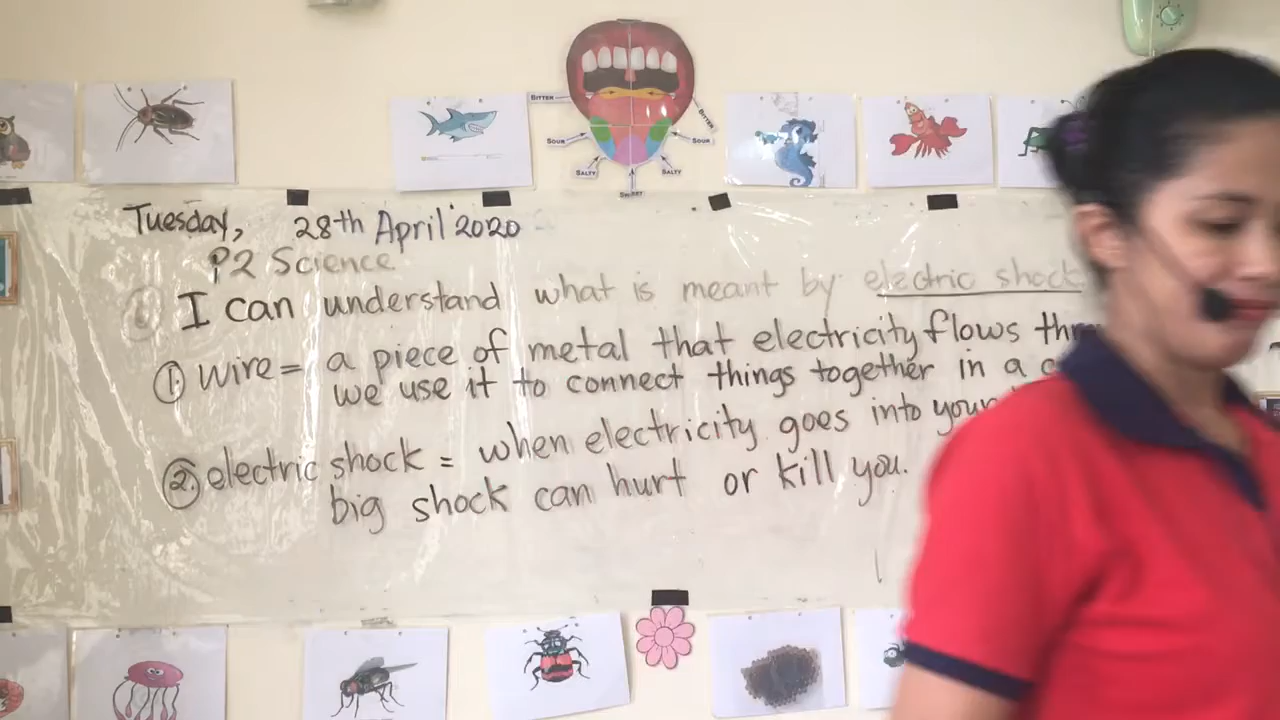 BITTER
BITTER
SOUR
SOUR
SALTY
SALTY
SWEET
Tuesday, 28th April 2020
P2 Science
I can understand what is meant by electric shock
1. wire = a piece of metal that electricity flows
we use it to connect things together in a
2. electric shock = when electricity goes into your
big shock can hurt or kill you.